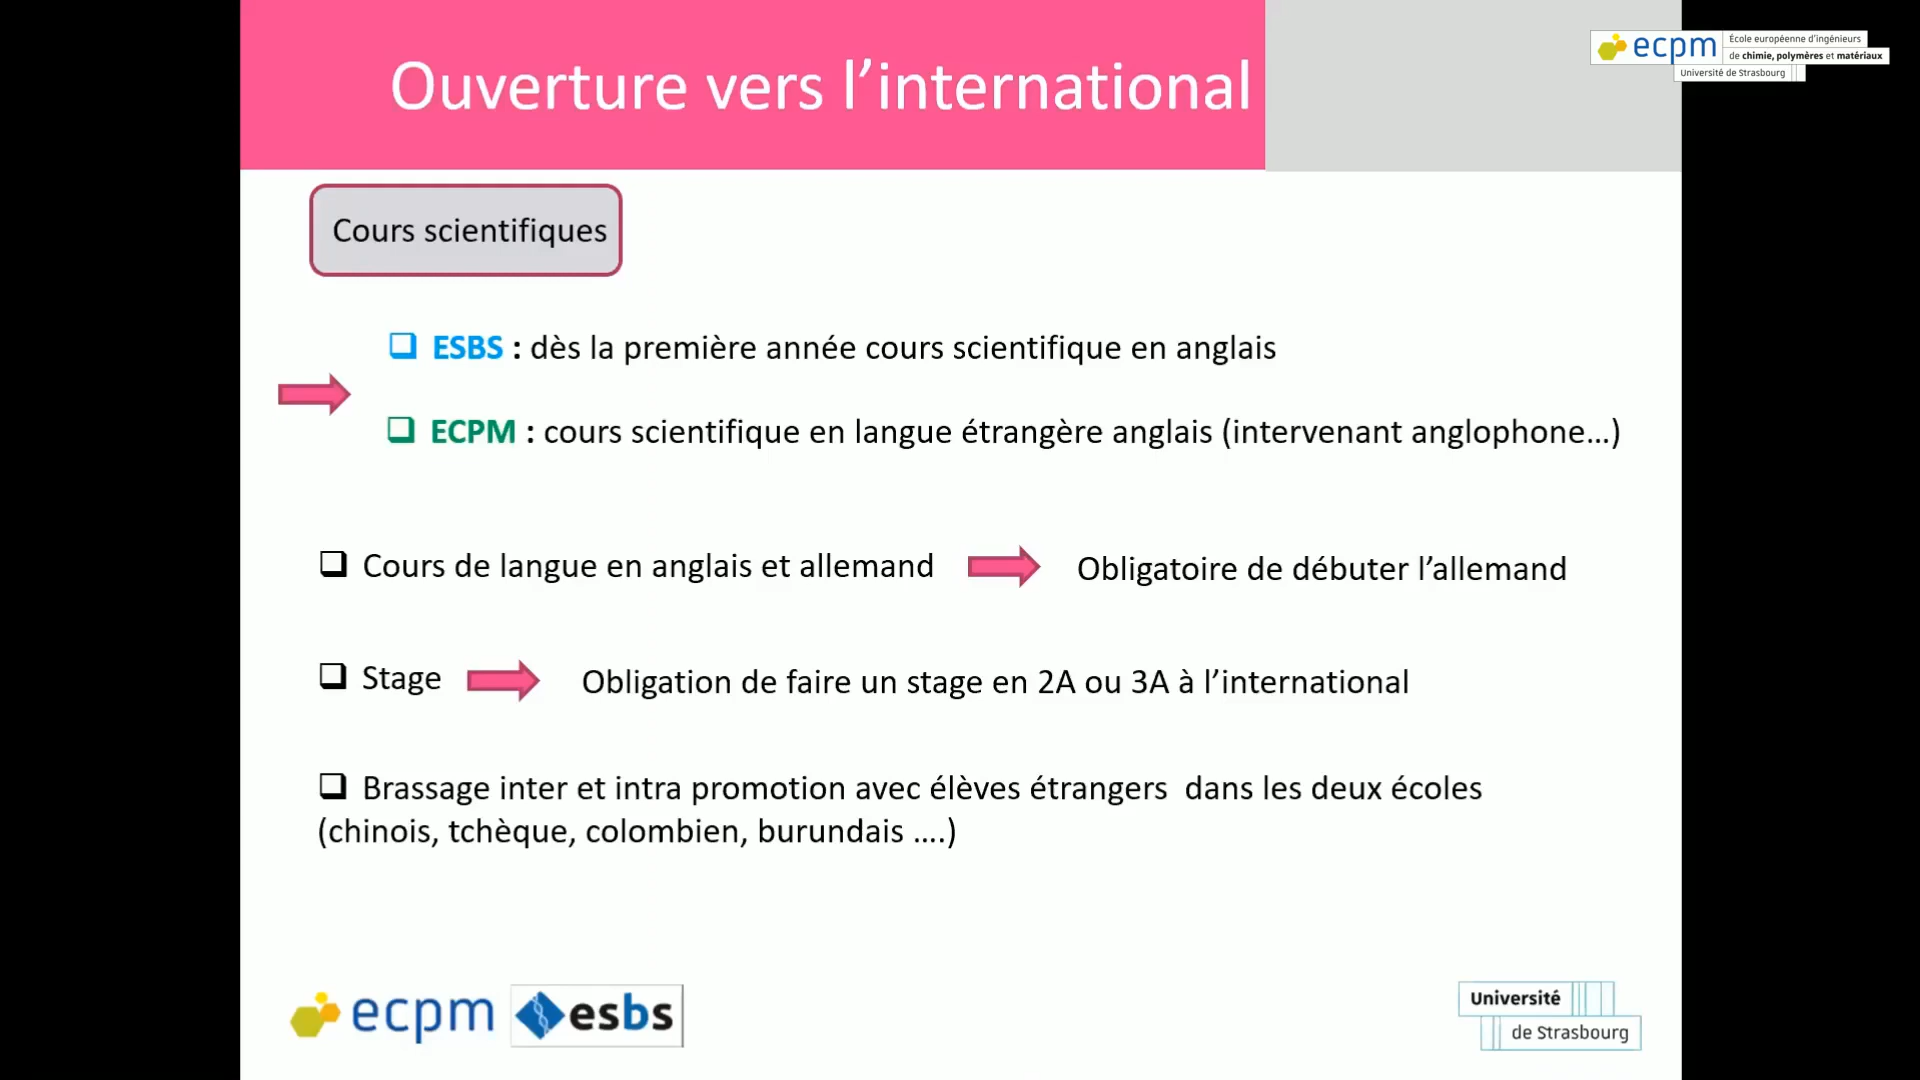 Ouverture vers l’international
ecpm
École européenne d’ingénieurs
de chimie, polymères et matériaux
Université de Strasbourg
Cours scientifiques
ESBS : dès la première année cours scientifique en anglais
ECPM : cours scientifique en langue étrangère anglais (intervenant anglophone…)
Cours de langue en anglais et allemand
Obligatoire de débuter l’allemand
Stage
Obligation de faire un stage en 2A ou 3A à l’international
Brassage inter et intra promotion avec élèves étrangers dans les deux écoles
(chinois, tchèque, colombien, burundais ….)
ecpm
esbs
Université
de Strasbourg